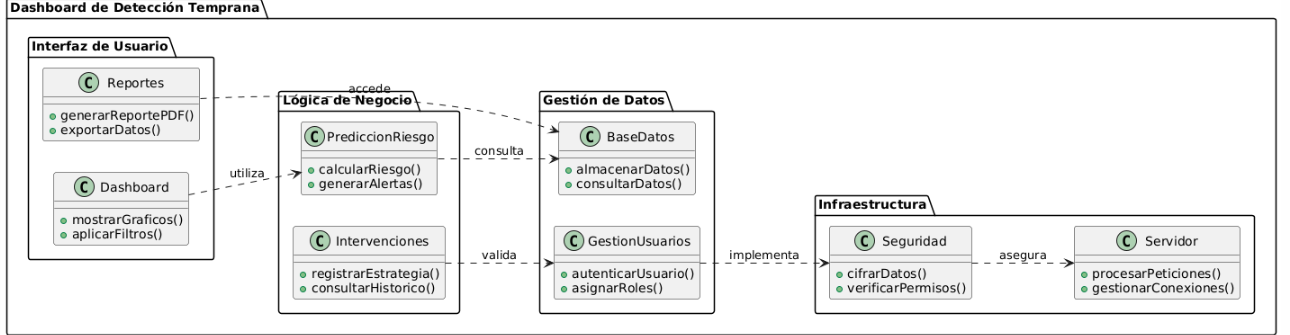 Dashboard de Detección Temprana
Interfaz de Usuario
C Reportes
generarReportePDF()
exportarDatos()
C Dashboard
mostrarGraficos()
aplicarFiltros()
accede
utiliza
Lógica de Negocio
C PrediccionRiesgo
calcularRiesgo()
generarAlertas()
C Intervenciones
registrarEstrategia()
consultarHistorico()
consulta
valida
Gestión de Datos
C BaseDatos
almacenarDatos()
consultarDatos()
C GestionUsuarios
autenticarUsuario()
asignarRoles()
implementa
Infraestructura
C Seguridad
cifrarDatos()
verificarPermisos()
asegura
C Servidor
procesarPeticiones()
gestionarConexiones()